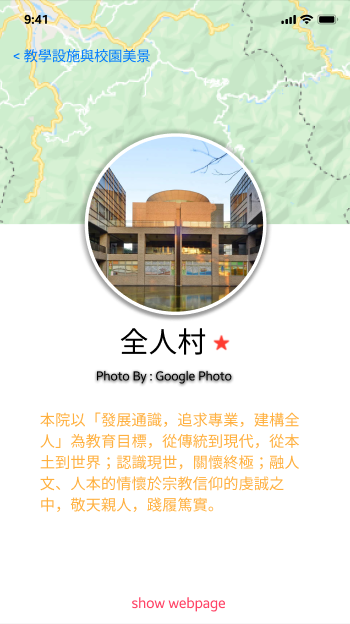 9:41
< 教學設施與校園美景
全人村
Photo By : Google Photo
本院以「發展通識，追求專業，建構全
人」為教育目標，從傳統到現代，從本
土到世界；認識現世，關懷終極；融人
文、人本的情懷於宗教信仰的虔誠之
中，敬天親人，踐履篤實。
show webpage